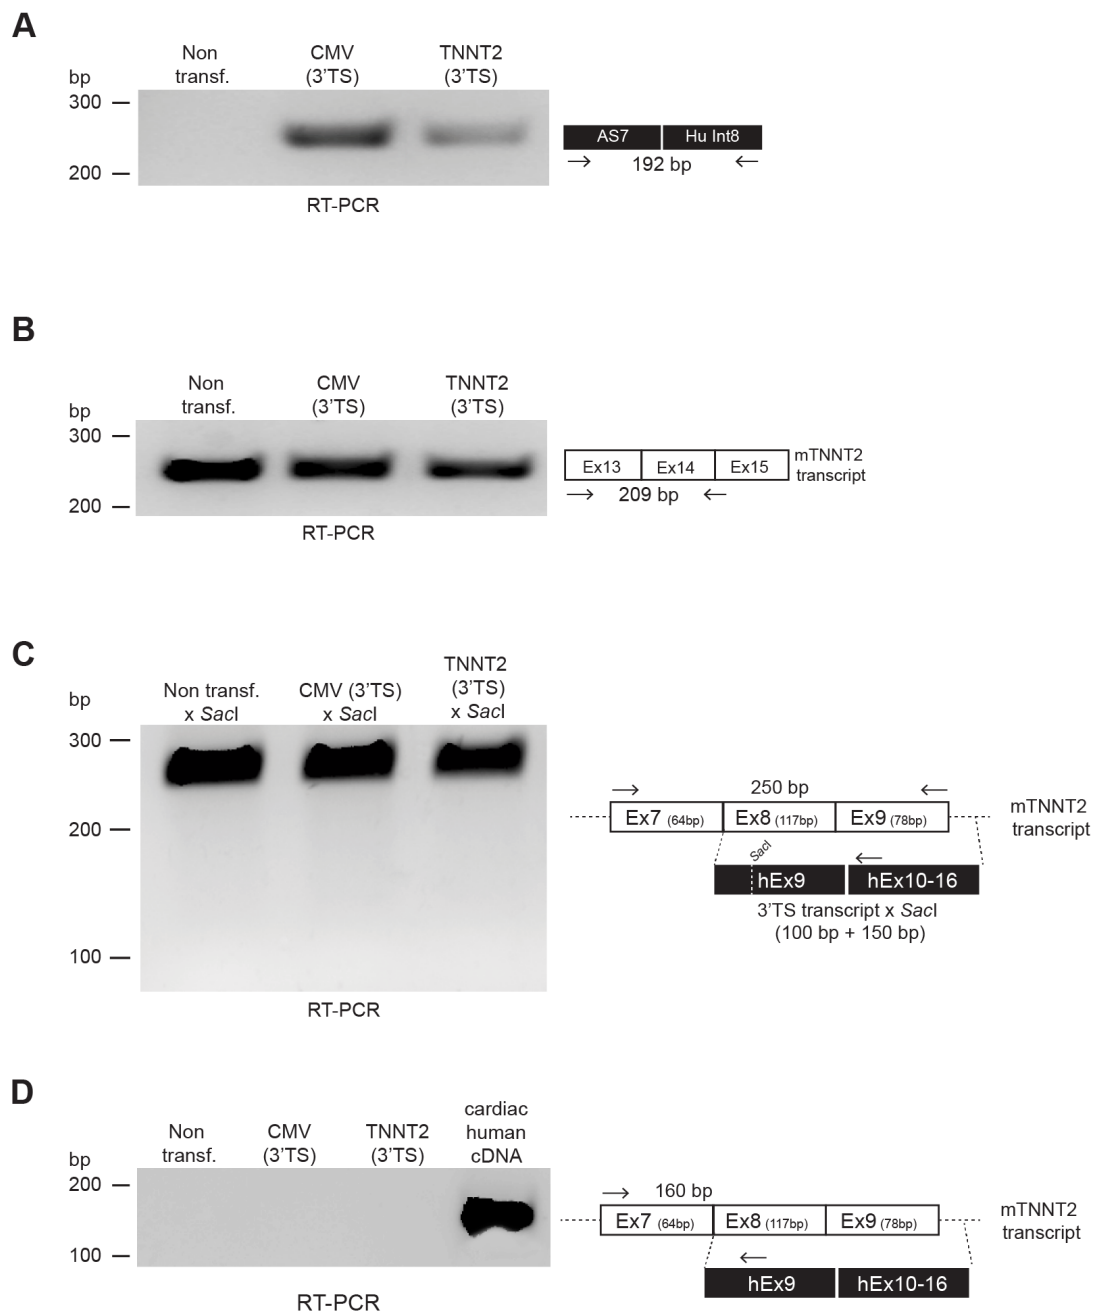 A
Non
transf.
CMV
(3'TS)
TNNT2
(3'TS)
bp
300
200
AS7
Hu Int8
192 bp
RT-PCR
B
Non
transf.
CMV
(3'TS)
TNNT2
(3'TS)
bp
300
200
Ex13
Ex14
Ex15
mTNNT2
transcript
209 bp
RT-PCR
C
bp
Non transf.
x SacI
CMV (3'TS)
x SacI
TNNT2
(3'TS)
x SacI
300
200
100
250 bp
Ex7 (64bp)
Ex8 (117bp)
Ex9 (78bp)
mTNNT2
transcript
SacI
hEx9
hEx10-16
3'TS transcript x SacI
(100 bp + 150 bp)
RT-PCR
D
Non
transf.
CMV
(3'TS)
TNNT2
(3'TS)
cardiac
human
cDNA
bp
200
100
160 bp
Ex7 (64bp)
Ex8 (117bp)
Ex9 (78bp)
mTNNT2
transcript
hEx9
hEx10-16
RT-PCR